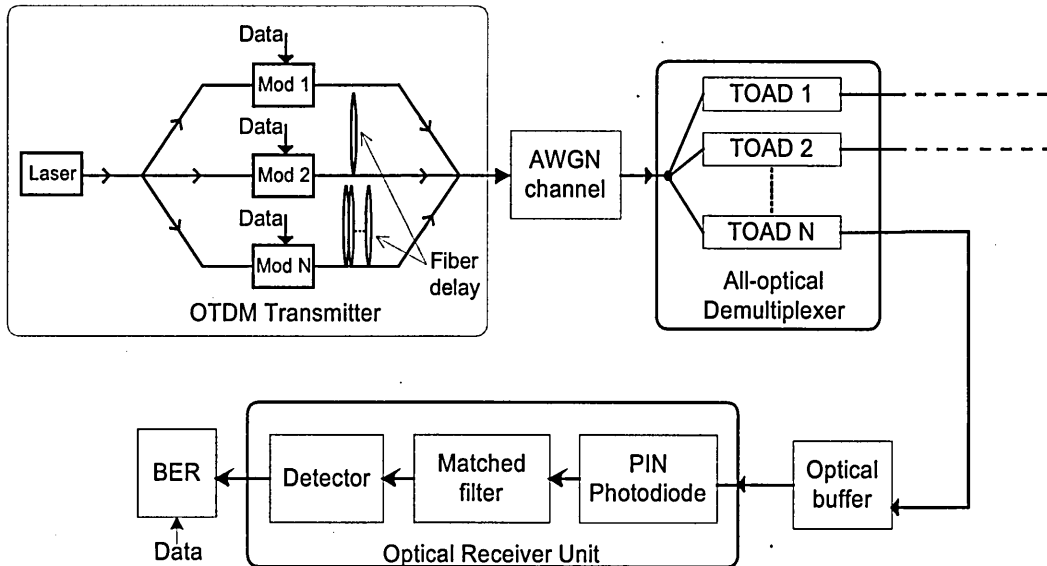 Data
Mod 1
Data
Laser
Mod 2
Data
Mod N
Fiber
delay
OTDM Transmitter
AWGN
channel
TOAD 1
TOAD 2
TOAD N
All-optical
Demultiplexer
BER
Data
Detector
Matched
filter
PIN
Photodiode
Optical Receiver Unit
Optical
buffer